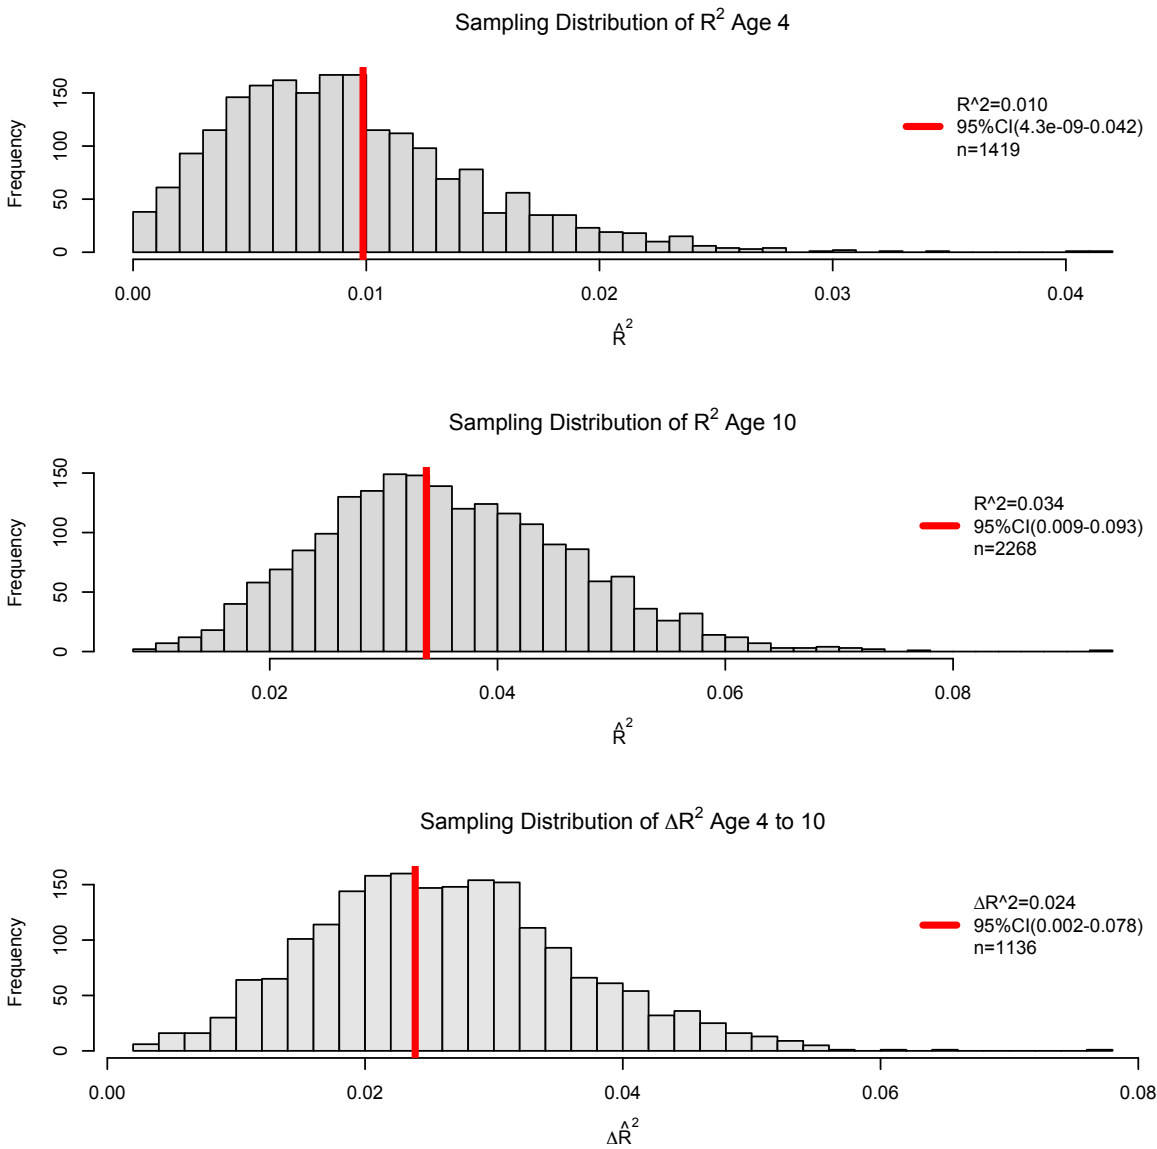 Sampling Distribution of R² Age 4
Frequency
0
50
100
150
R^2=0.010
95%CI(4.3e-09-0.042)
n=1419
0.00 0.01 0.02 0.03 0.04
R̂²
Sampling Distribution of R² Age 10
Frequency
0
50
100
150
R^2=0.034
95%CI(0.009-0.093)
n=2268
0.02 0.04 0.06 0.08
R̂²
Sampling Distribution of ΔR² Age 4 to 10
Frequency
0
50
100
150
ΔR^2=0.024
95%CI(0.002-0.078)
n=1136
0.00 0.02 0.04 0.06 0.08
ΔR̂²